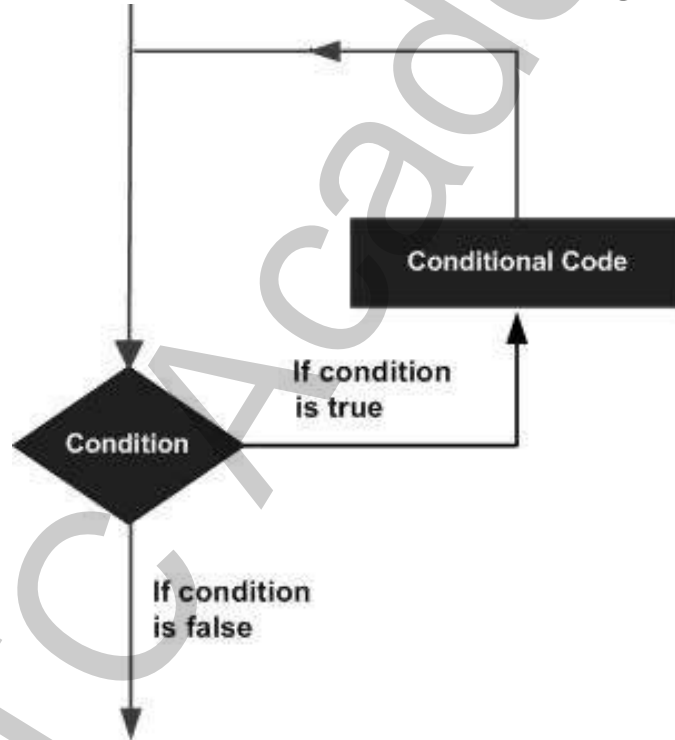 Conditional Code
If condition
is true
Condition
If condition
is false